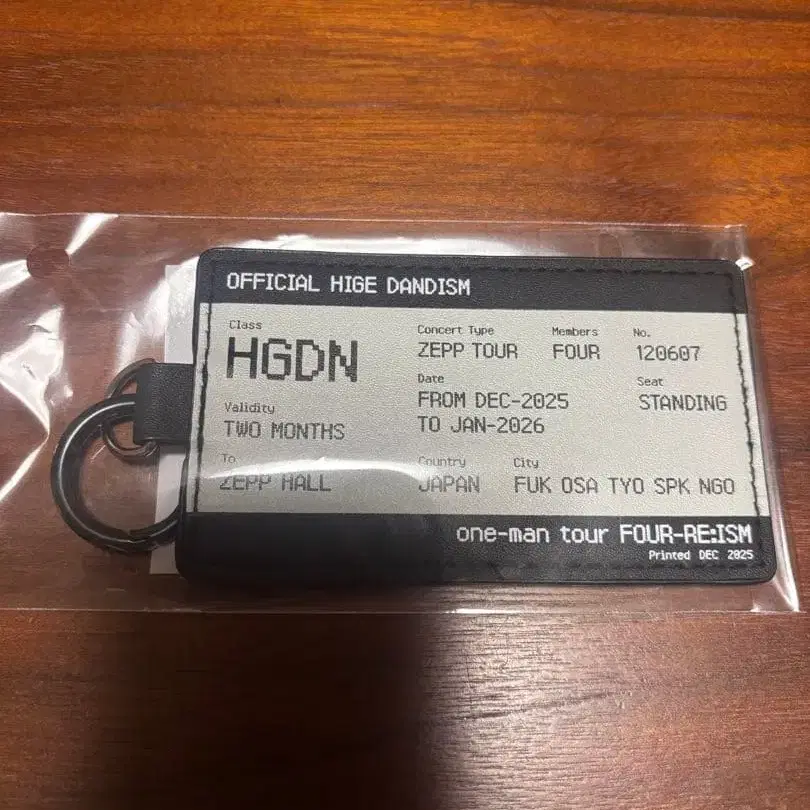 OFFICIAL HIGE DANDISM
Class
HGDN
Concert Type
ZEPP TOUR
Members
FOUR
No.
120607
Date
FROM DEC-2025
TO JAN-2026
Seat
STANDING
Validity
TWO MONTHS
To
ZEPP HALL
Country
JAPAN
City
FUK OSA TYO SPK NGO
one-man tour FOUR-RE:ISM
Printed DEC 2025